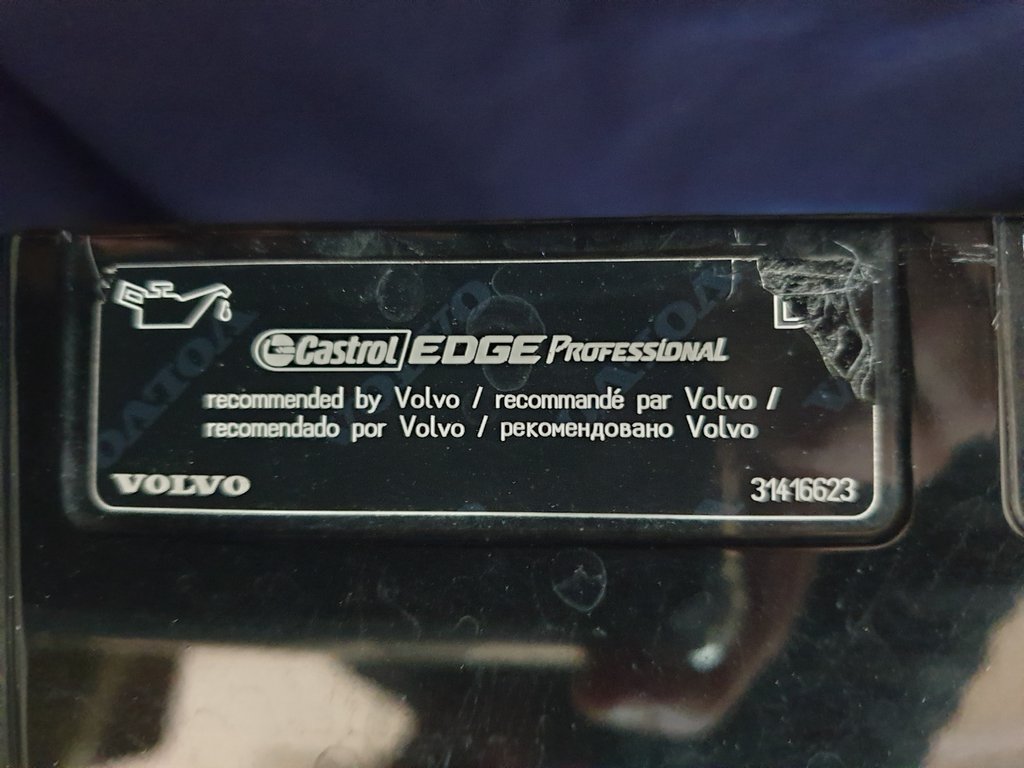 Castrol EDGE PROFESSIONAL
recommended by Volvo / recommandé par Volvo /
recomendado por Volvo / рекомендовано Volvo
VOLVO
31416623